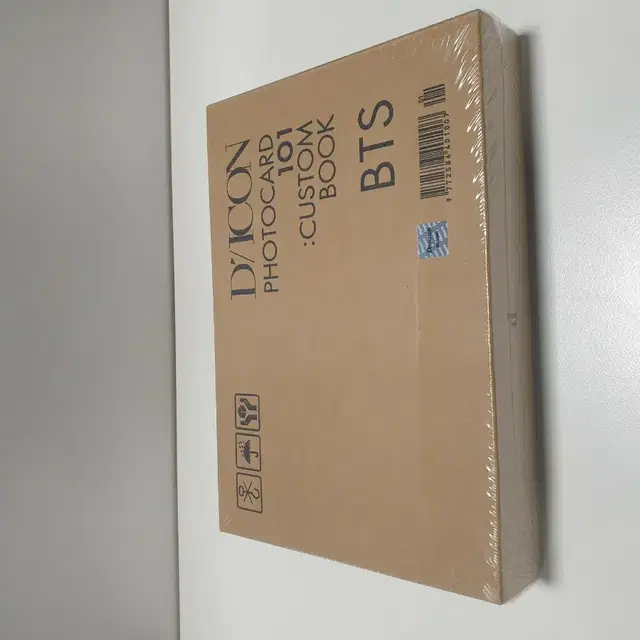 D/ICON
PHOTOCARD
101
:CUSTOM
BOOK
BTS